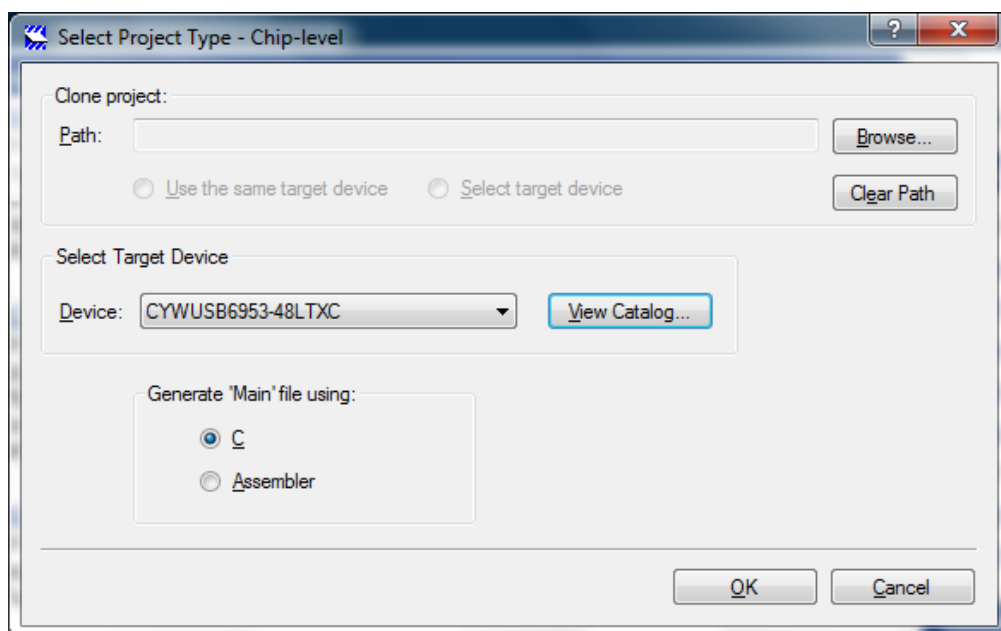 Select Project Type - Chip-level
Clone project:
Path:
Browse...
Use the same target device
Select target device
Clear Path
Select Target Device
Device:
CYWUSB6953-48LTXC
View Catalog...
Generate 'Main' file using:
C
Assembler
OK
Cancel